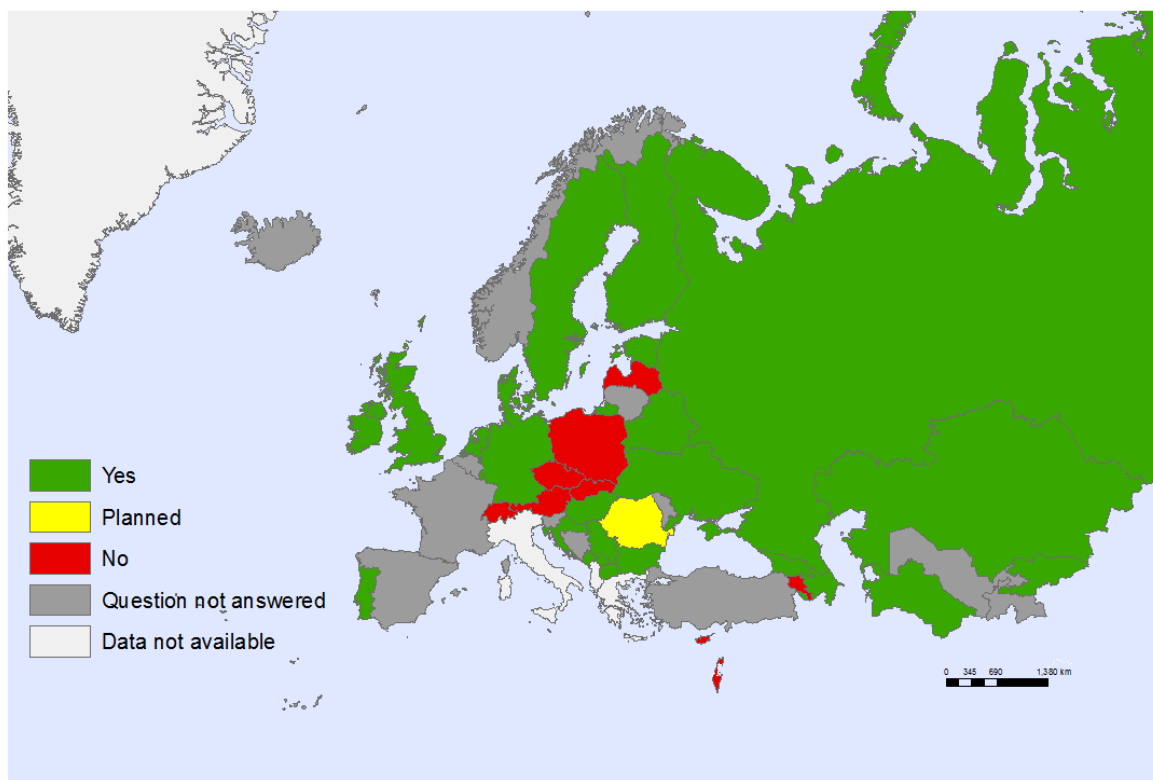 Yes
Planned
No
Question not answered
Data not available
0 345 690 1,380 km